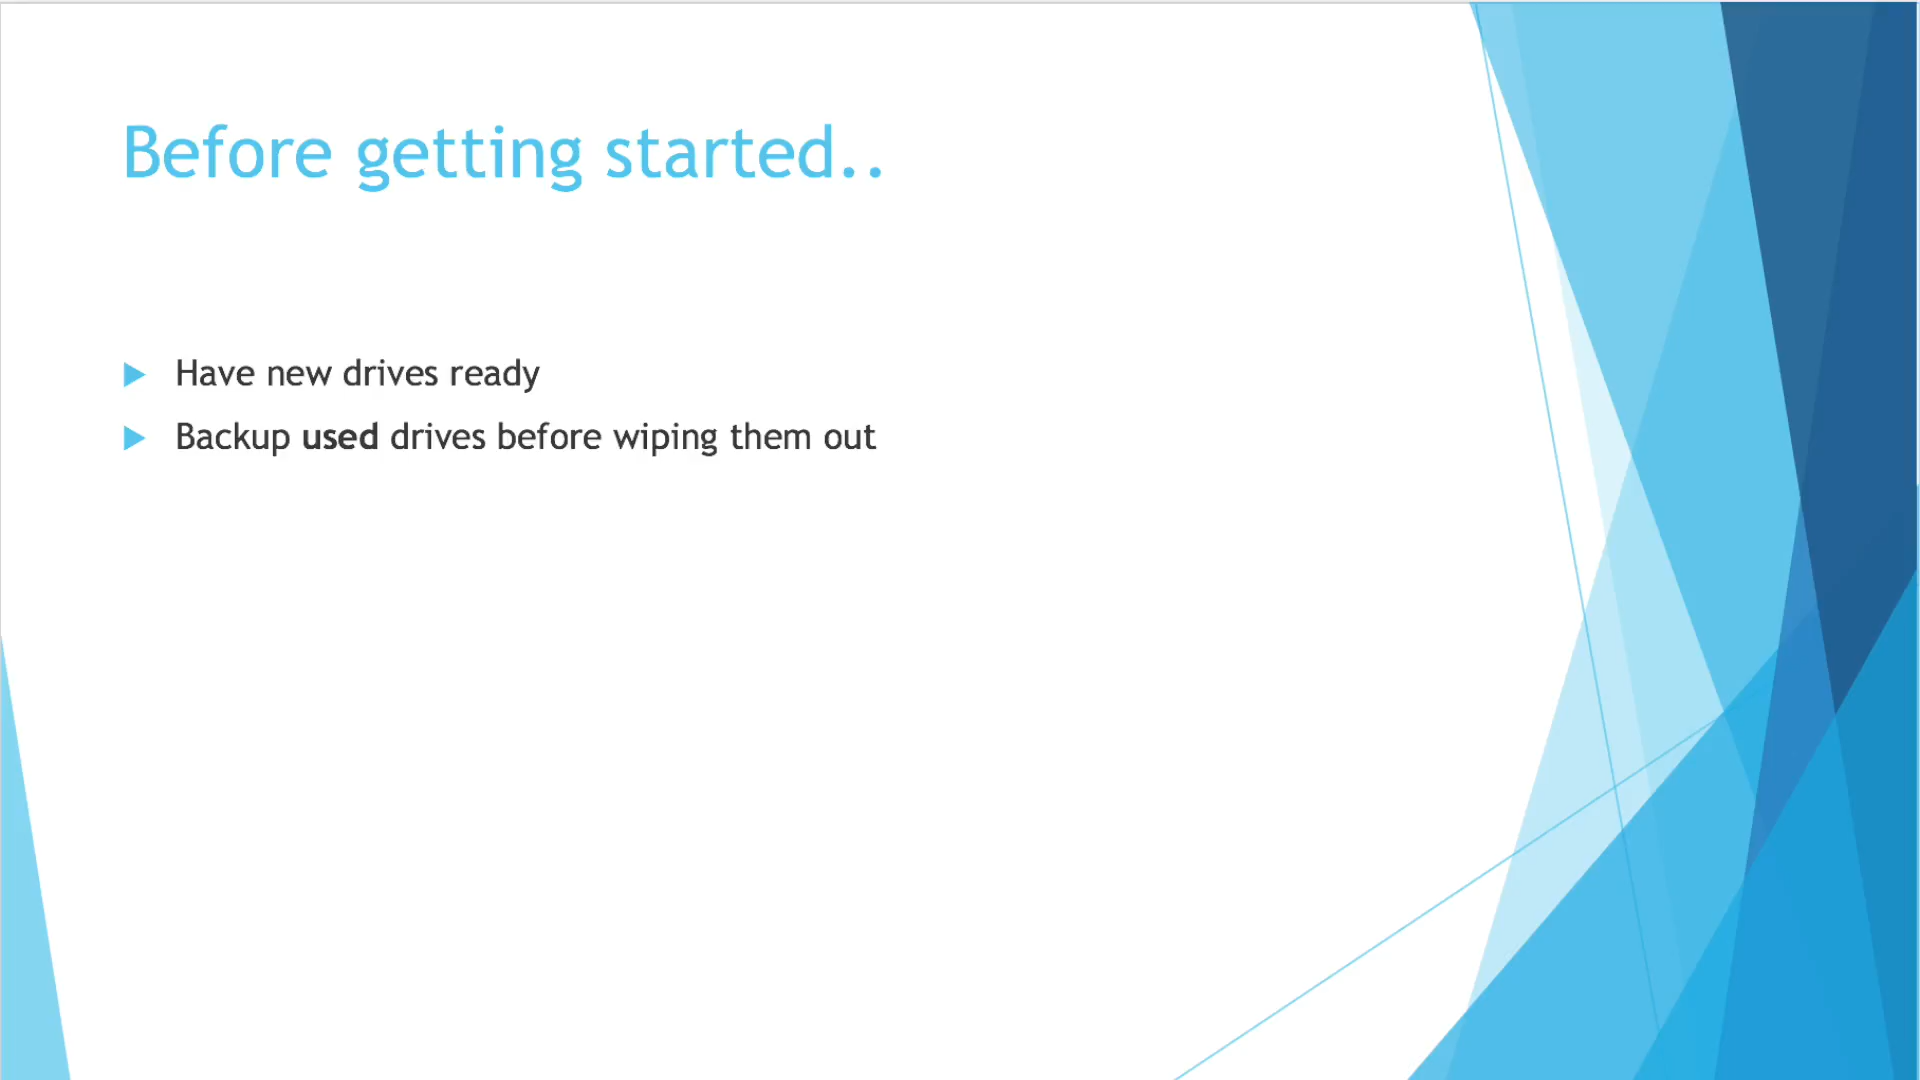 Before getting started..
Have new drives ready
Backup used drives before wiping them out